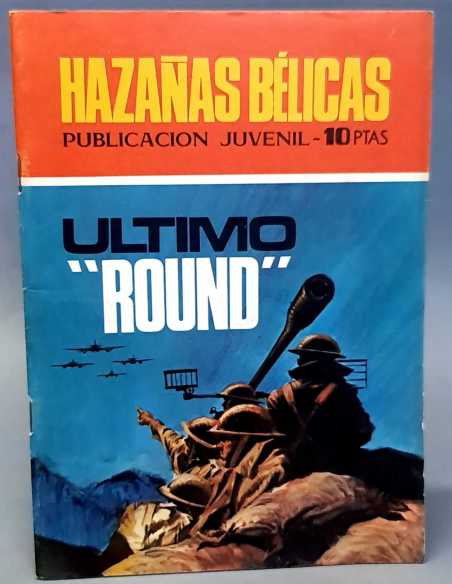 HAZAÑAS BÉLICAS
PUBLICACION JUVENIL - 10 PTAS
ULTIMO
"ROUND"